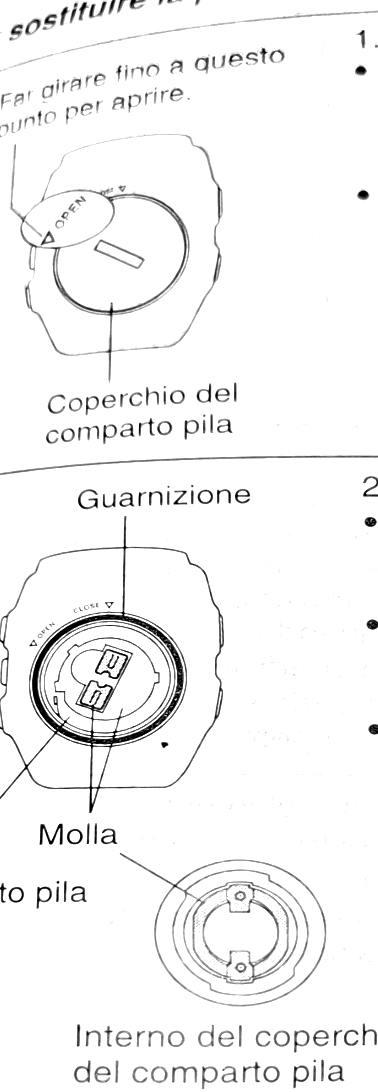 sostituire la
Far girare fino a questo
punto per aprire.
1.
OPEN
Coperchio del
comparto pila
Guarnizione
2
OPEN
CLOSE
Molla
to pila
Interno del coperch
del comparto pila